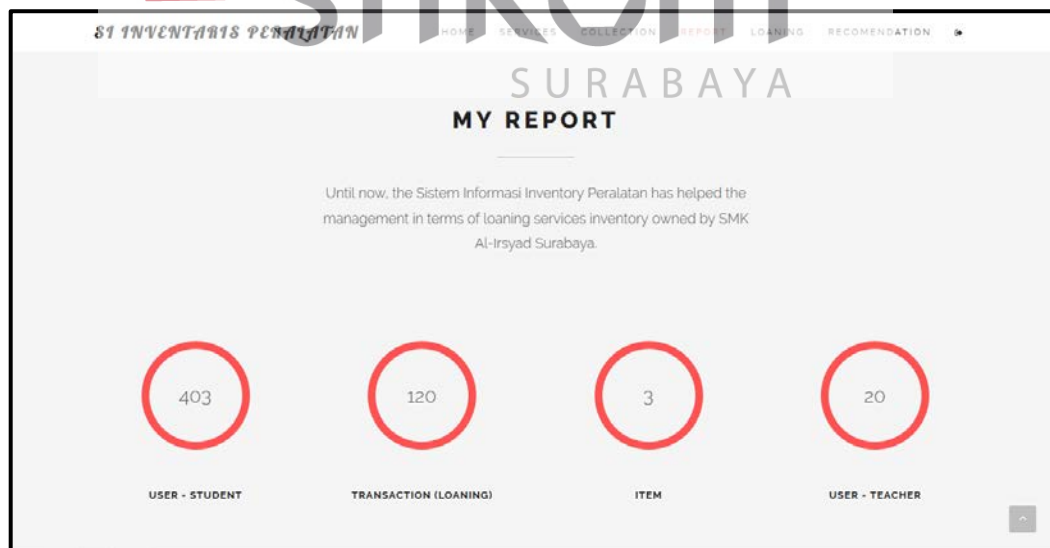 SI INVENTARIS PERALATAN
HOME SERVICES COLLECTION REPORT LOANING RECOMENDATION
SURABAYA
MY REPORT
Until now, the Sistem Informasi Inventory Peralatan has helped the
management in terms of loaning services inventory owned by SMK
Al-Irsyad Surabaya.
403 120 3 20
USER - STUDENT TRANSACTION (LOANING) ITEM USER - TEACHER